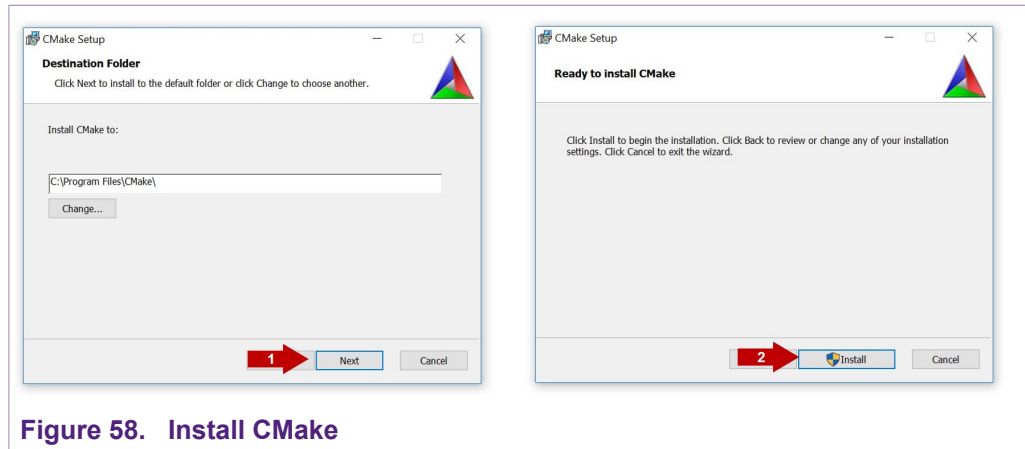 CMake Setup
Destination Folder
Click Next to install to the default folder or click Change to choose another.
Install CMake to:
C:\Program Files\CMake\
Change...
1
Next
Cancel
CMake Setup
Ready to install CMake
Click Install to begin the installation. Click Back to review or change any of your installation
settings. Click Cancel to exit the wizard.
2
Install
Cancel
Figure 58. Install CMake